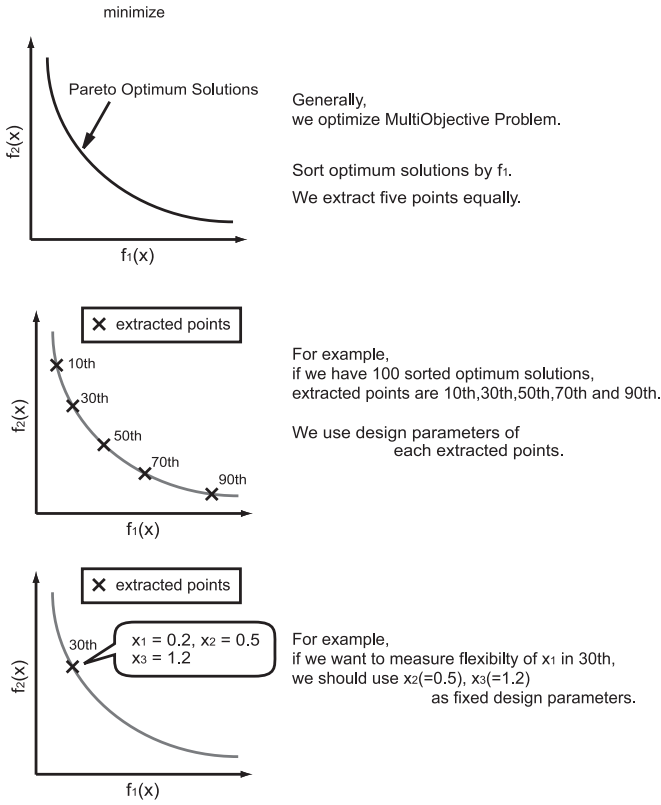 minimize
f2(x)
Pareto Optimum Solutions
f1(x)
Generally,
we optimize MultiObjective Problem.
Sort optimum solutions by f1.
We extract five points equally.
× extracted points
10th
30th
50th
70th
90th
f2(x)
f1(x)
For example,
if we have 100 sorted optimum solutions,
extracted points are 10th,30th,50th,70th and 90th.
We use design parameters of
each extracted points.
× extracted points
30th
x1 = 0.2, x2 = 0.5
x3 = 1.2
f2(x)
f1(x)
For example,
if we want to measure flexibilty of x1 in 30th,
we should use x2(=0.5), x3(=1.2)
as fixed design parameters.